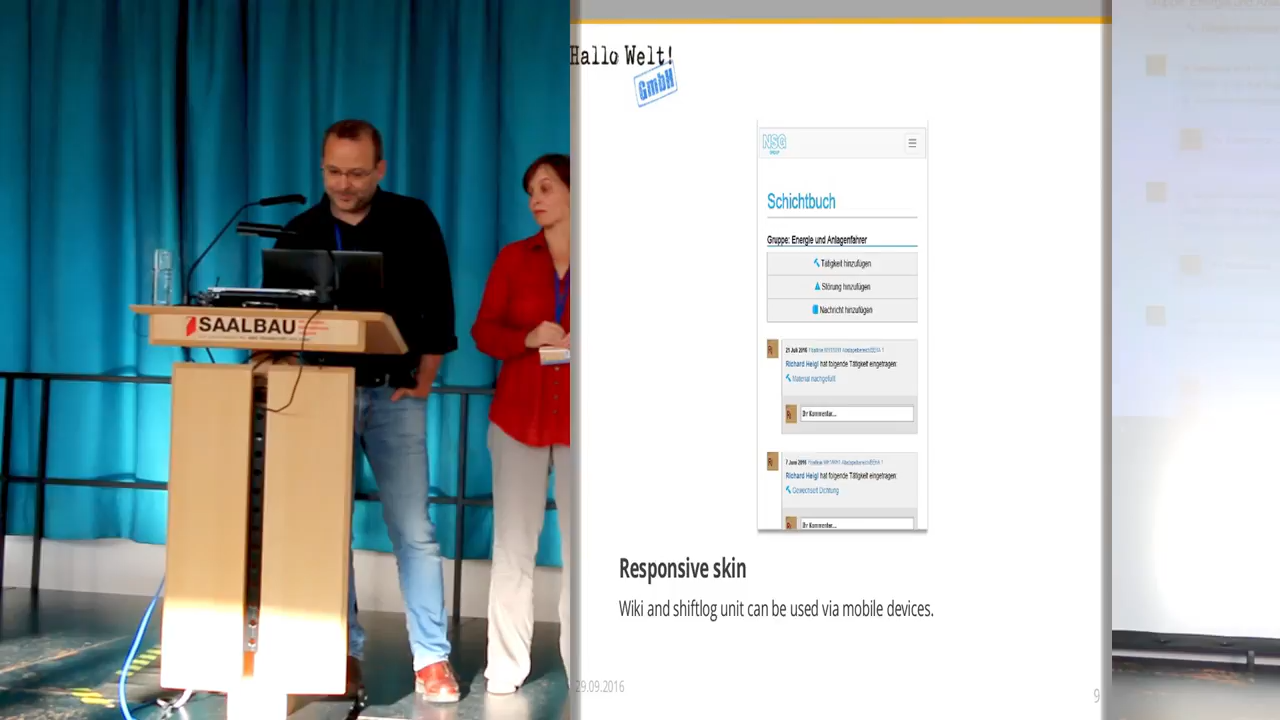 Hallo Welt!
GmbH
NSG
GROUP
☰
Schichtbuch
Gruppe: Energie und Anlagenfahrer
Tätigkeit hinzufügen
Störung hinzufügen
Nachricht hinzufügen
21 Juli 2016
Richard Heigl hat folgende Tätigkeit eingetragen:
Material nachgefüllt
Ihr Kommentar...
7 June 2016
Richard Heigl hat folgende Tätigkeit eingetragen:
Gewechselt Dichtung
Ihr Kommentar...
SAALBAU
Responsive skin
Wiki and shiftlog unit can be used via mobile devices.
29.09.2016
9